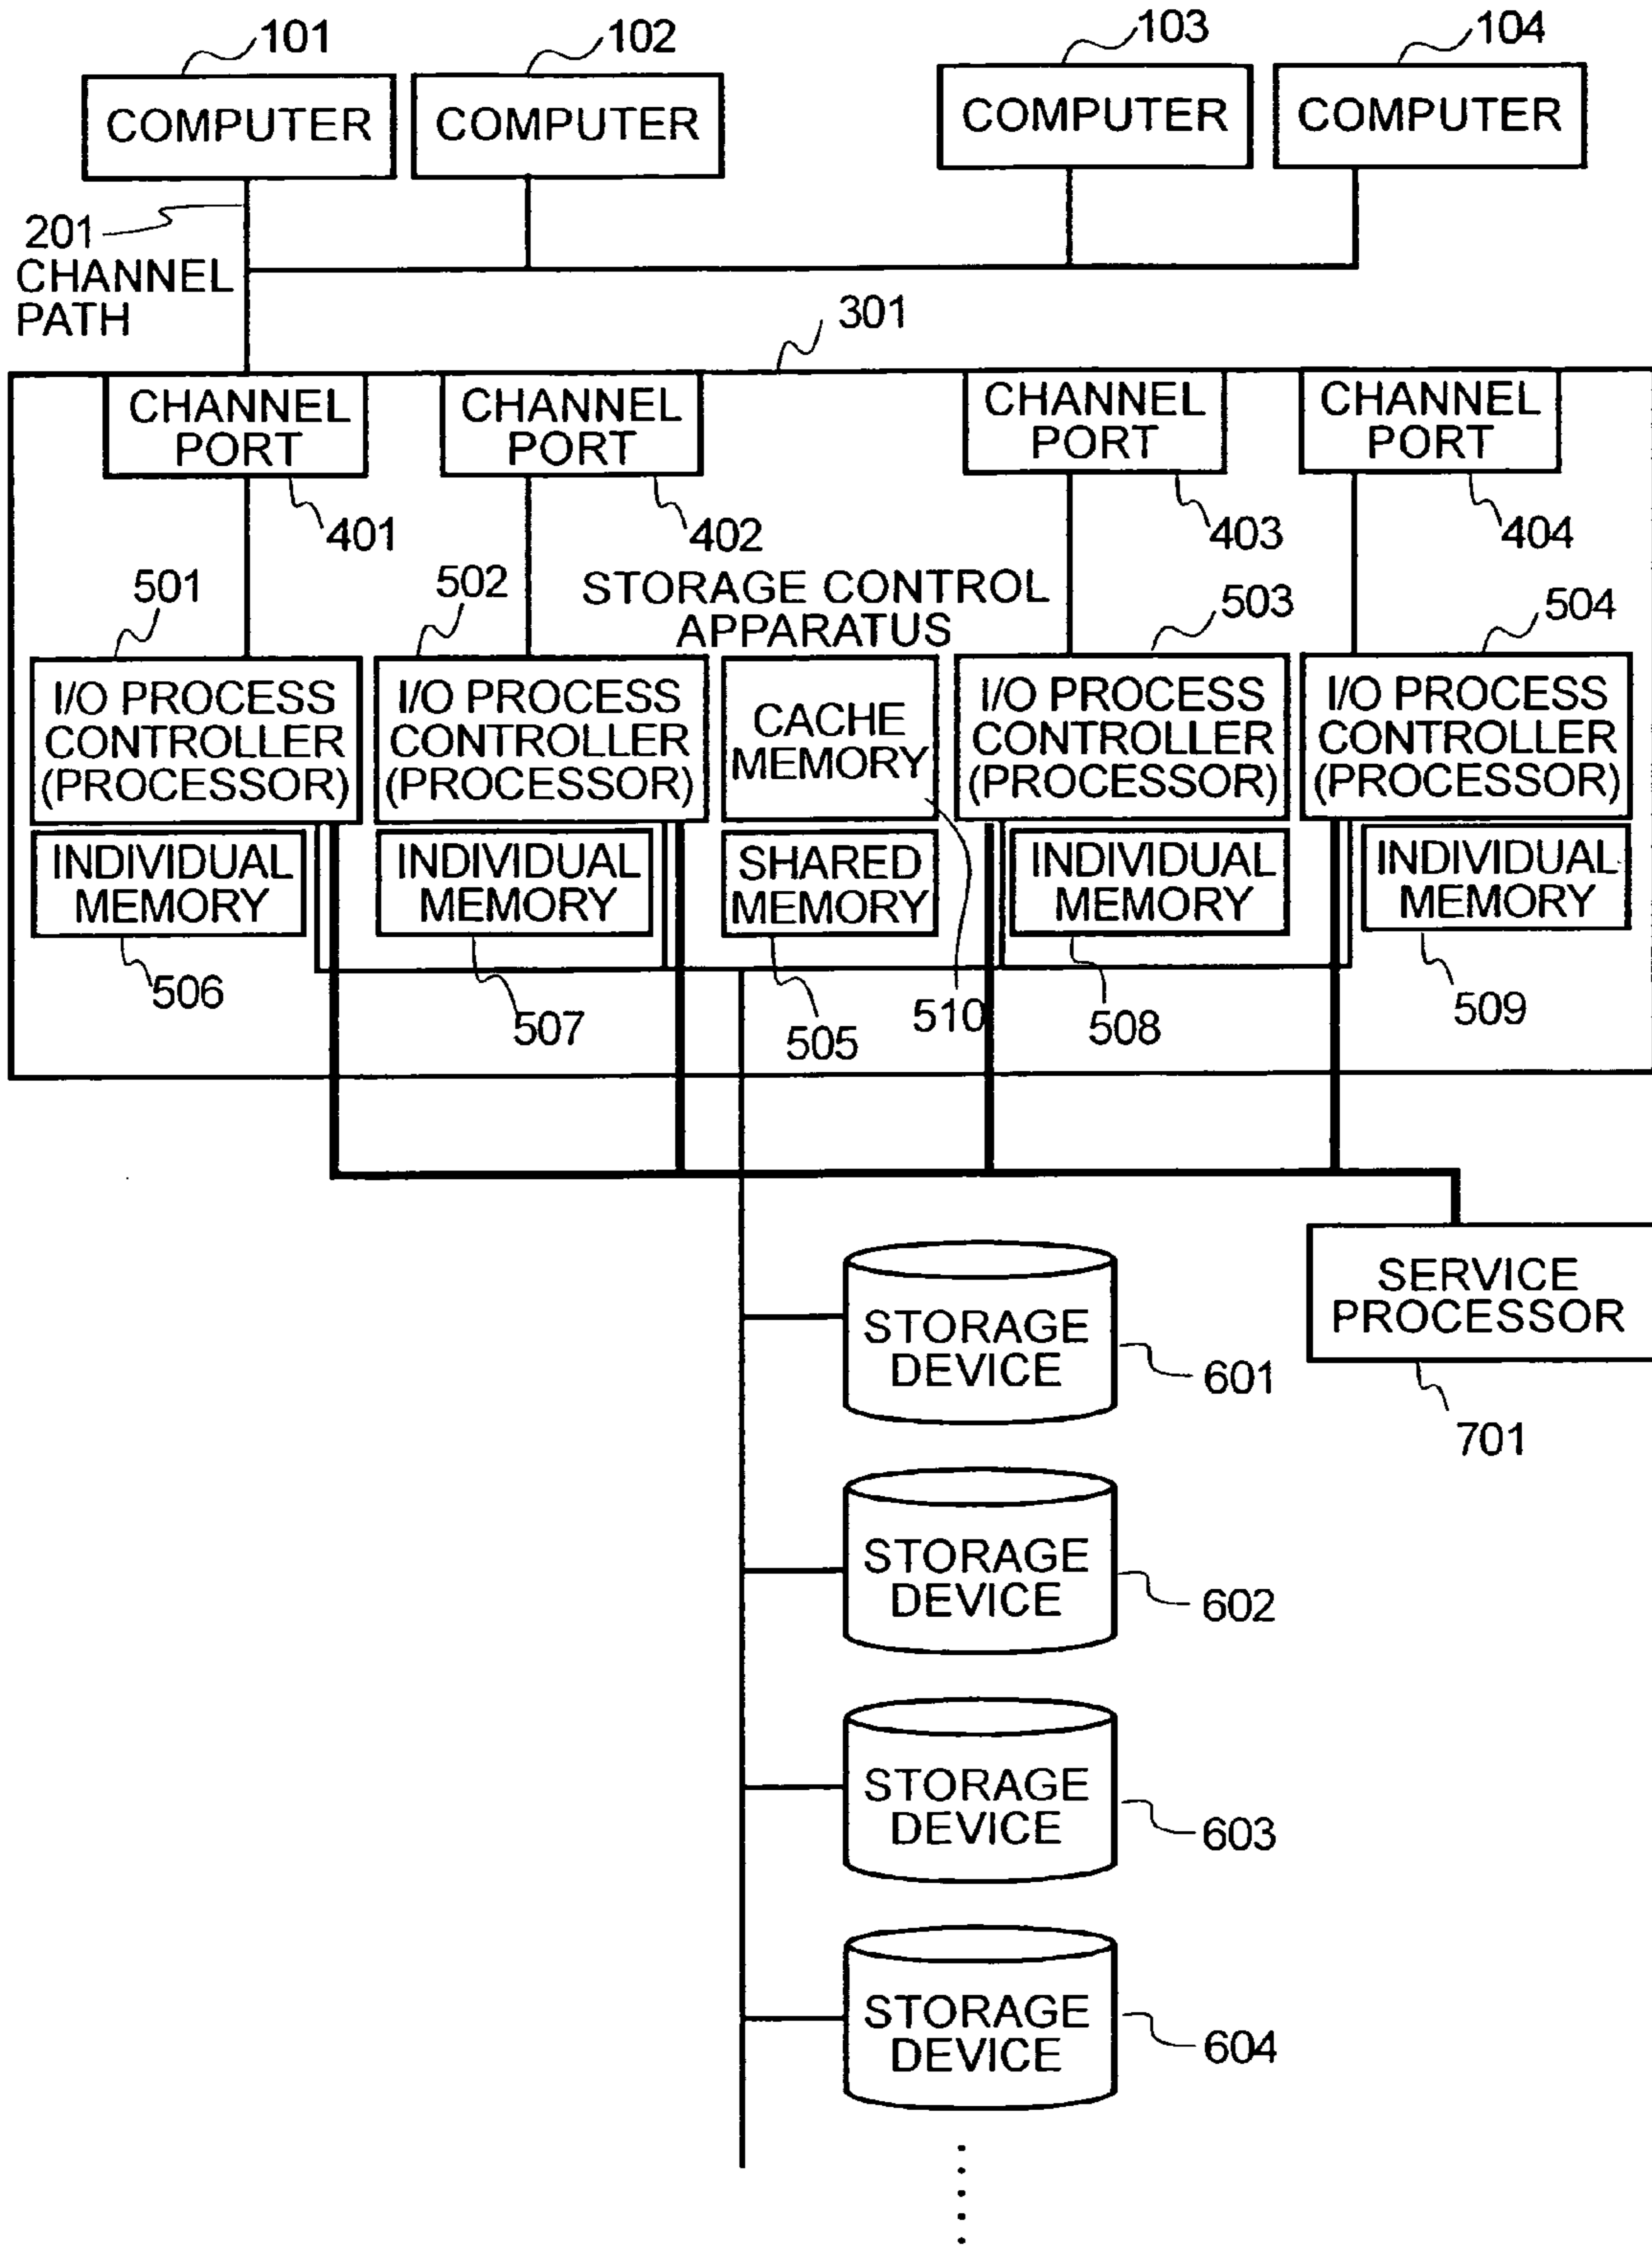 101
102
103
104
COMPUTER
COMPUTER
COMPUTER
COMPUTER
201
CHANNEL
PATH
301
CHANNEL
PORT
CHANNEL
PORT
CHANNEL
PORT
CHANNEL
PORT
401
402
403
404
STORAGE CONTROL
APPARATUS
501
502
503
504
I/O PROCESS
CONTROLLER
(PROCESSOR)
I/O PROCESS
CONTROLLER
(PROCESSOR)
CACHE
MEMORY
I/O PROCESS
CONTROLLER
(PROCESSOR)
I/O PROCESS
CONTROLLER
(PROCESSOR)
INDIVIDUAL
MEMORY
INDIVIDUAL
MEMORY
SHARED
MEMORY
INDIVIDUAL
MEMORY
INDIVIDUAL
MEMORY
506
507
505
510
508
509
SERVICE
PROCESSOR
701
STORAGE
DEVICE
601
STORAGE
DEVICE
602
STORAGE
DEVICE
603
STORAGE
DEVICE
604